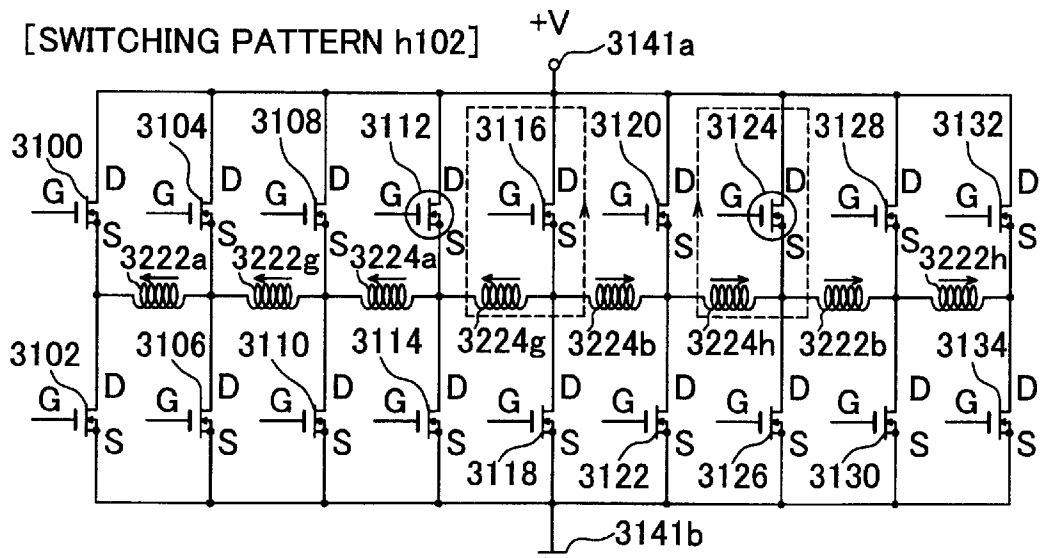 [SWITCHING PATTERN h102]
+V
3141a
3100
3104
3108
3112
3116
3120
3124
3128
3132
G D S
G D S
G D S
G D S
G D S
G D S
G D S
G D S
G D S
3222a
3222g
3224a
3224g
3224b
3224h
3222b
3222h
3102
3106
3110
3114
3118
3122
3126
3130
3134
G D S
G D S
G D S
G D S
G D S
G D S
G D S
G D S
G D S
3141b